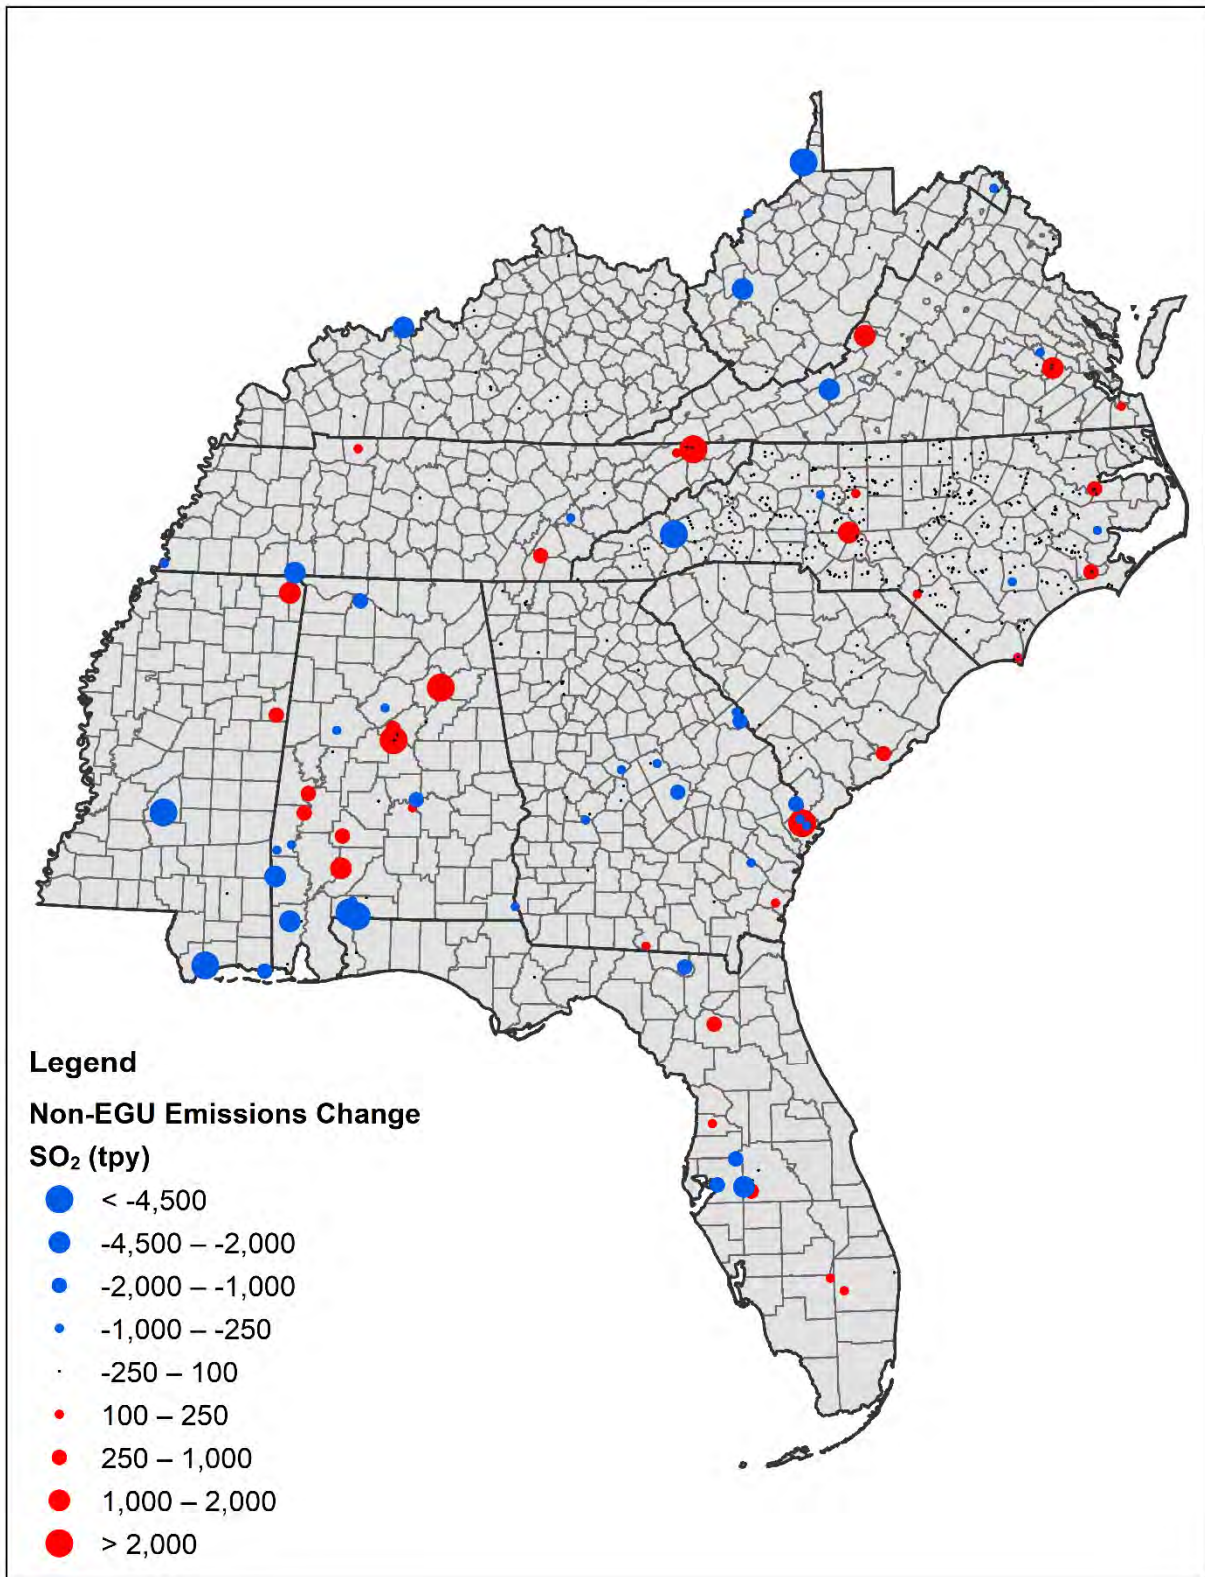 Legend
Non-EGU Emissions Change
SO₂ (tpy)
< -4,500
-4,500 – -2,000
-2,000 – -1,000
-1,000 – -250
-250 – 100
100 – 250
250 – 1,000
1,000 – 2,000
> 2,000